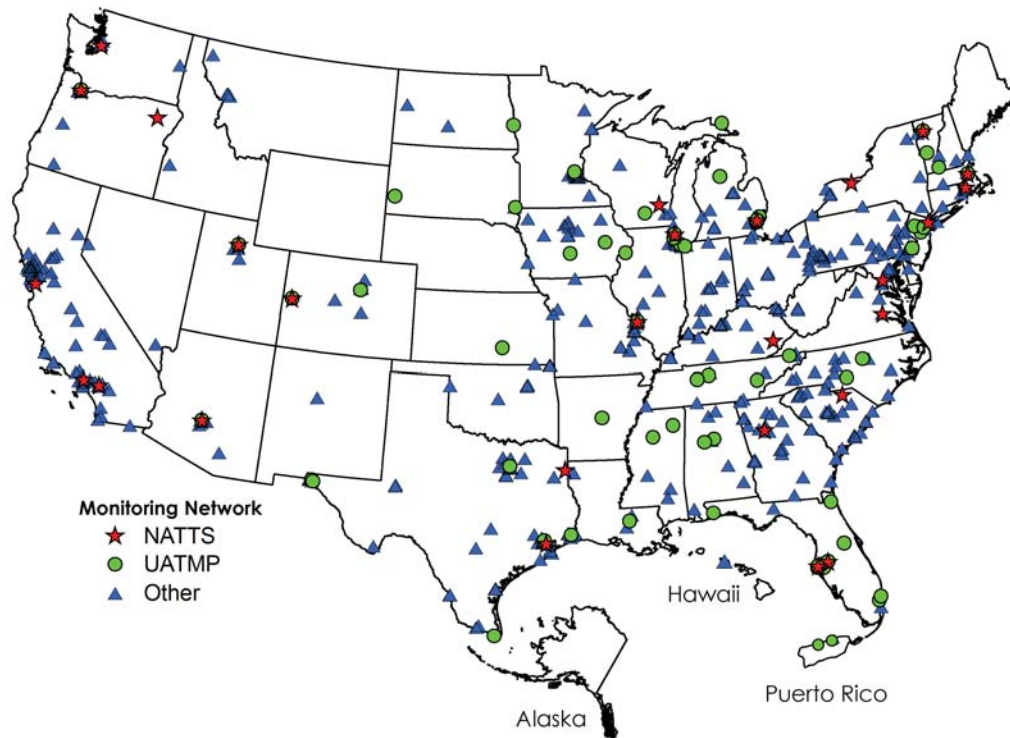 Monitoring Network
NATTS
UATMP
Other
Hawaii
Puerto Rico
Alaska